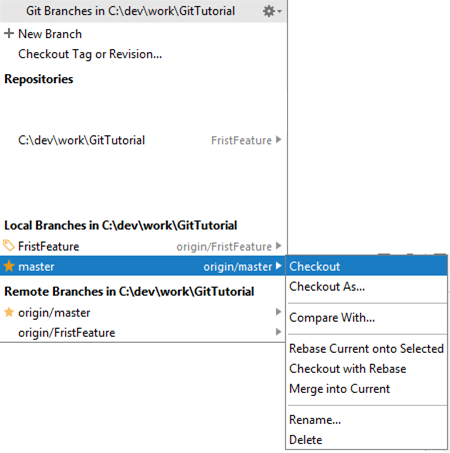 Git Branches in C:\dev\work\GitTutorial
New Branch
Checkout Tag or Revision...
Repositories
C:\dev\work\GitTutorial FristFeature
Local Branches in C:\dev\work\GitTutorial
FristFeature origin/FristFeature
master origin/master
Remote Branches in C:\dev\work\GitTutorial
origin/master
origin/FristFeature
Checkout
Checkout As...
Compare With...
Rebase Current onto Selected
Checkout with Rebase
Merge into Current
Rename...
Delete